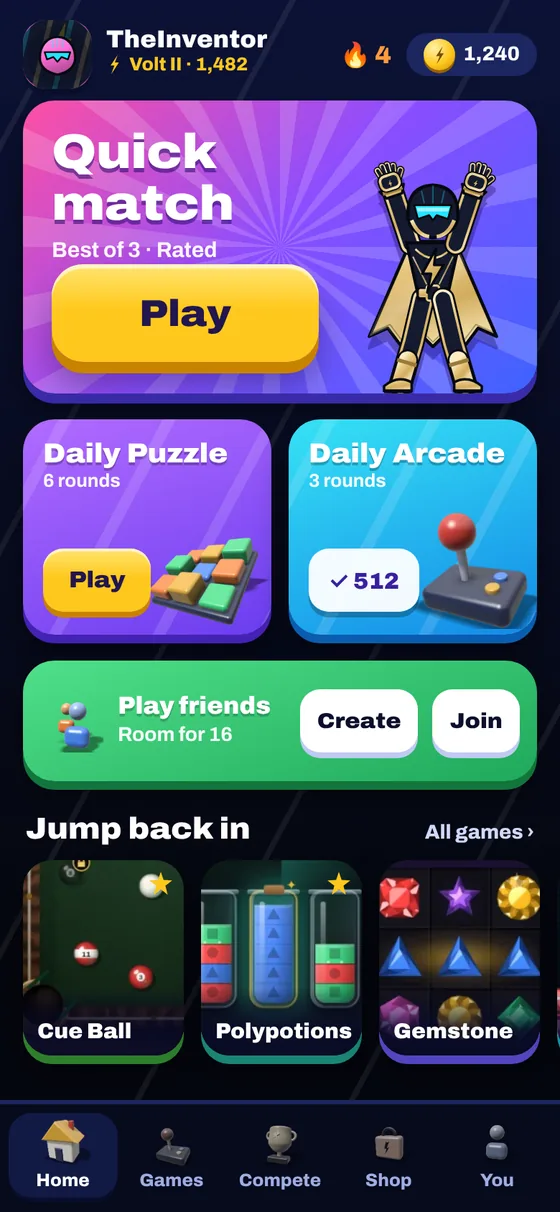 TheInventor
Volt II · 1,482
4
1,240
Quick
match
Best of 3 · Rated
Play
Daily Puzzle
6 rounds
Play
Daily Arcade
3 rounds
✓ 512
Play friends
Room for 16
Create
Join
Jump back in
All games ›
11
3
Cue Ball
Polypotions
Gemstone
Home
Games
Compete
Shop
You